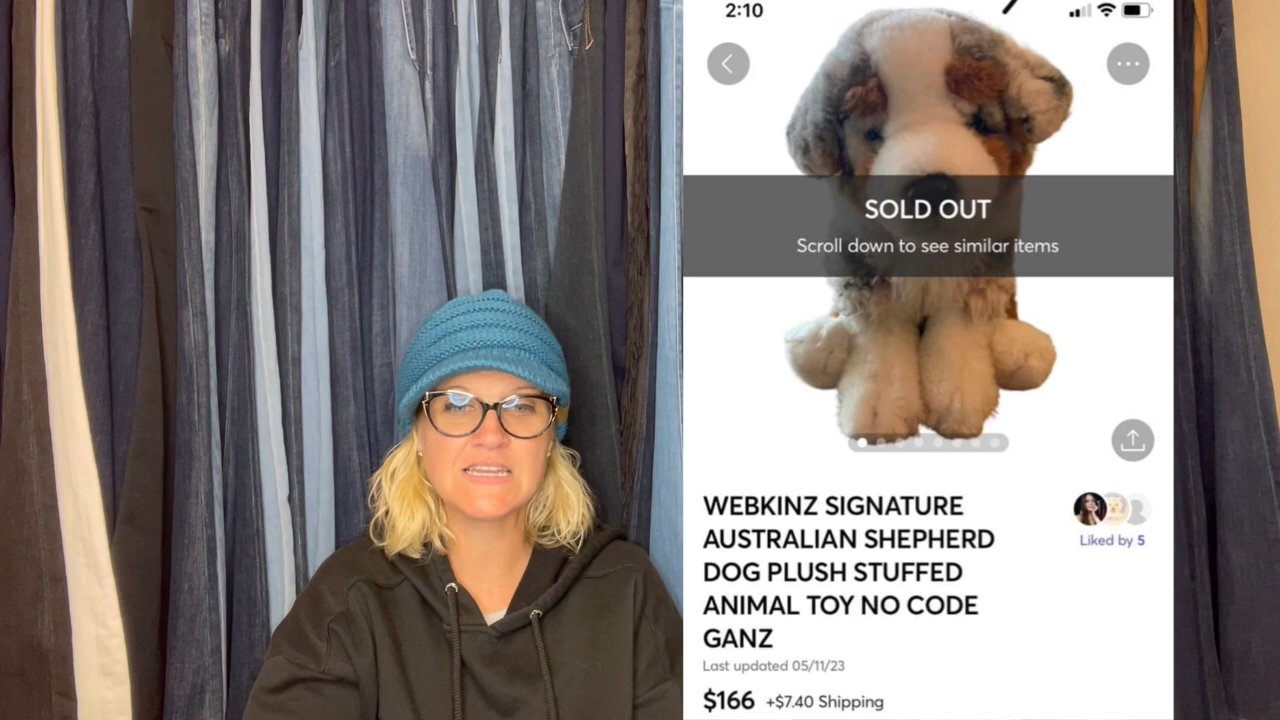 2:10
SOLD OUT
Scroll down to see similar items
WEBKINZ SIGNATURE
AUSTRALIAN SHEPHERD
DOG PLUSH STUFFED
ANIMAL TOY NO CODE
GANZ
Liked by 5
Last updated 05/11/23
$166 +$7.40 Shipping